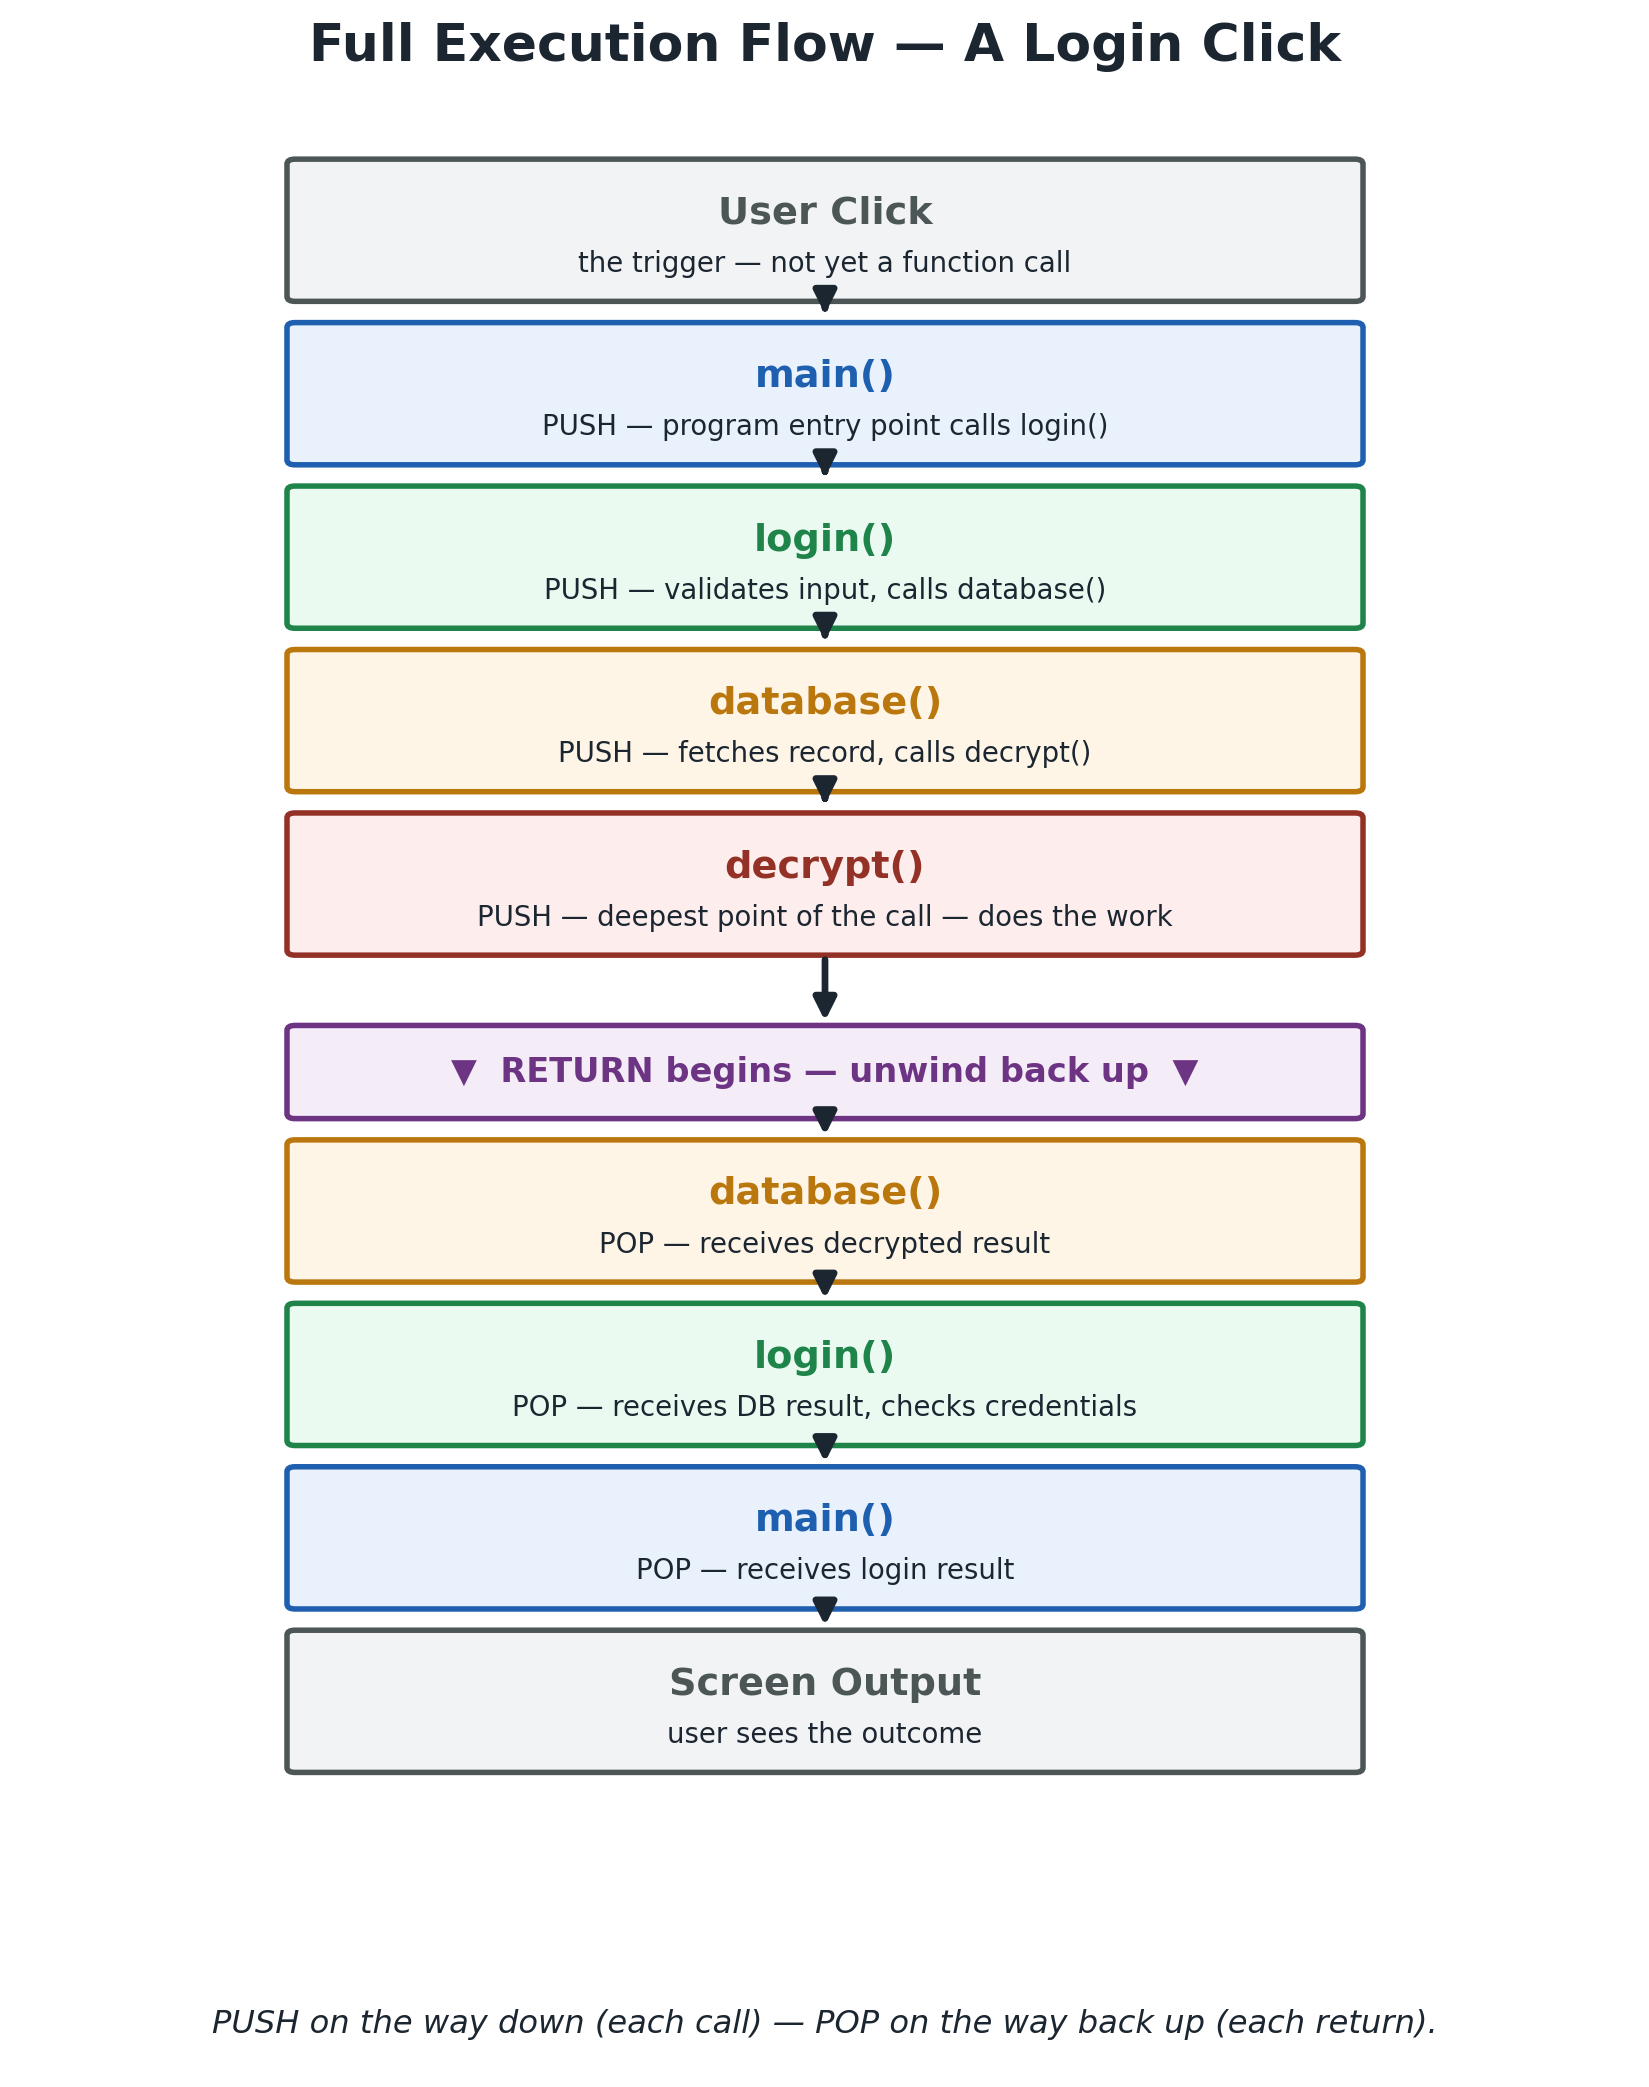 Full Execution Flow — A Login Click
User Click
the trigger — not yet a function call
main()
PUSH — program entry point calls login()
login()
PUSH — validates input, calls database()
database()
PUSH — fetches record, calls decrypt()
decrypt()
PUSH — deepest point of the call — does the work
▼ RETURN begins — unwind back up ▼
database()
POP — receives decrypted result
login()
POP — receives DB result, checks credentials
main()
POP — receives login result
Screen Output
user sees the outcome
PUSH on the way down (each call) — POP on the way back up (each return).